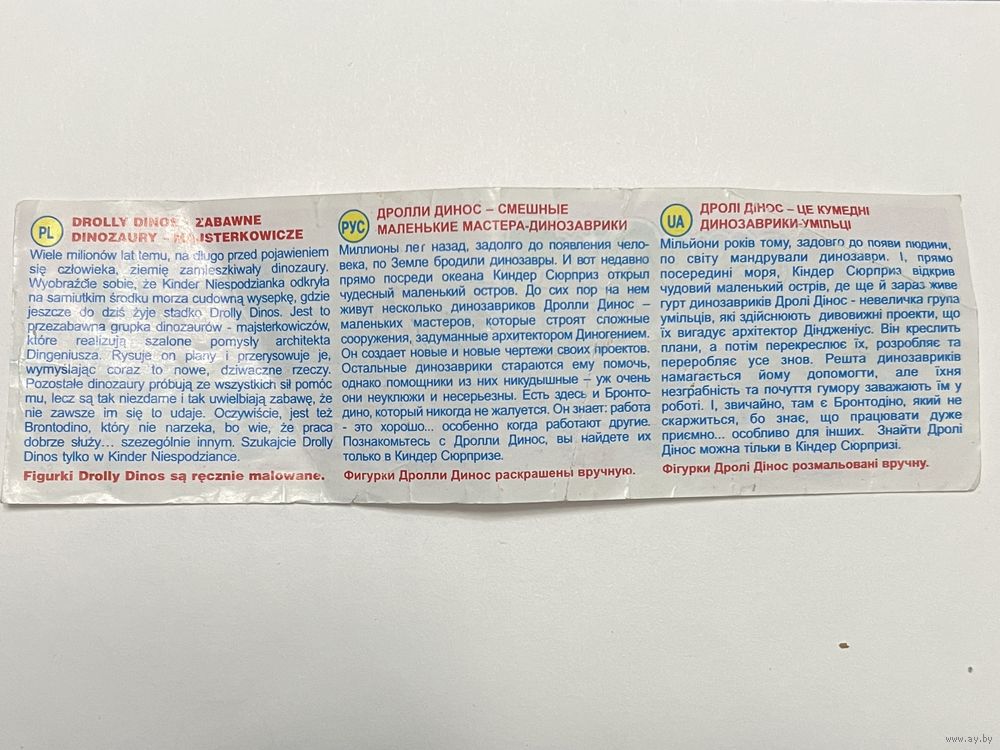 PL
DROLLY DINOS - ZABAWNE
DINOZAURY - MAJSTERKOWICZE
Wiele milionów lat temu, na długo przed pojawieniem
się człowieka, ziemię zamieszkiwały dinozaury.
Wyobraźcie sobie, że Kinder Niespodzianka odkryła
na samiutkim środku morza cudowną wysepkę, gdzie
jeszcze do dziś żyje stadko Drolly Dinos. Jest to
przezabawna grupka dinozaurów - majsterkowiczów,
które realizują szalone pomysły architekta
Dingeniusza. Rysuje on plany i przerysowuje je,
wymyślając coraz to nowe, dziwaczne rzeczy.
Pozostałe dinozaury próbują ze wszystkich sił pomóc
mu, lecz są tak niezdarne i tak uwielbiają zabawę, że
nie zawsze im się to udaje. Oczywiście, jest też
Brontodino, który nie narzeka, bo wie, że praca
dobrze służy... szczególnie innym. Szukajcie Drolly
Dinos tylko w Kinder Niespodziance.
Figurki Drolly Dinos są ręcznie malowane.
РУС
ДРОЛЛИ ДИНОС – СМЕШНЫЕ
МАЛЕНЬКИЕ МАСТЕРА-ДИНОЗАВРИКИ
Миллионы лет назад, задолго до появления чело-
века, по Земле бродили динозавры. И вот недавно
прямо посреди океана Киндер Сюрприз открыл
чудесный маленький остров. До сих пор на нем
живут несколько динозавриков Дролли Динос –
маленьких мастеров, которые строят сложные
сооружения, задуманные архитектором Диногением.
Он создает новые и новые чертежи своих проектов.
Остальные динозаврики стараются ему помочь,
однако помощники из них никудышные – уж очень
они неуклюжи и несерьезны. Есть здесь и Бронто-
дино, который никогда не жалуется. Он знает: работа
- это хорошо... особенно когда работают другие.
Познакомьтесь с Дролли Динос, вы найдете их
только в Киндер Сюрпризе.
Фигурки Дролли Динос раскрашены вручную.
UA
ДРОЛІ ДІНОС – ЦЕ КУМЕДНІ
ДИНОЗАВРИКИ-УМІЛЬЦІ
Мільйони років тому, задовго до появи людини,
по світу мандрували динозаври. І, прямо
посередині моря, Кіндер Сюрприз відкрив
чудовий маленький острів, де ще й зараз живе
гурт динозавриків Дролі Дінос - невеличка група
умільців, які здійснюють дивовижні проекти, що
їх вигадує архітектор Діндженіус. Він креслить
плани, а потім перекреслює їх, розробляє та
переробляє усе знов. Решта динозавриків
намагається йому допомогти, але їхня
незграбність та почуття гумору заважають їм у
роботі. І, звичайно, там є Бронтодіно, який не
скаржиться, бо знає, що працювати дуже
приємно... особливо для інших. Знайти Дролі
Дінос можна тільки в Кіндер Сюрпризі.
Фігурки Дролі Дінос розмальовані вручну.
www.ay.by